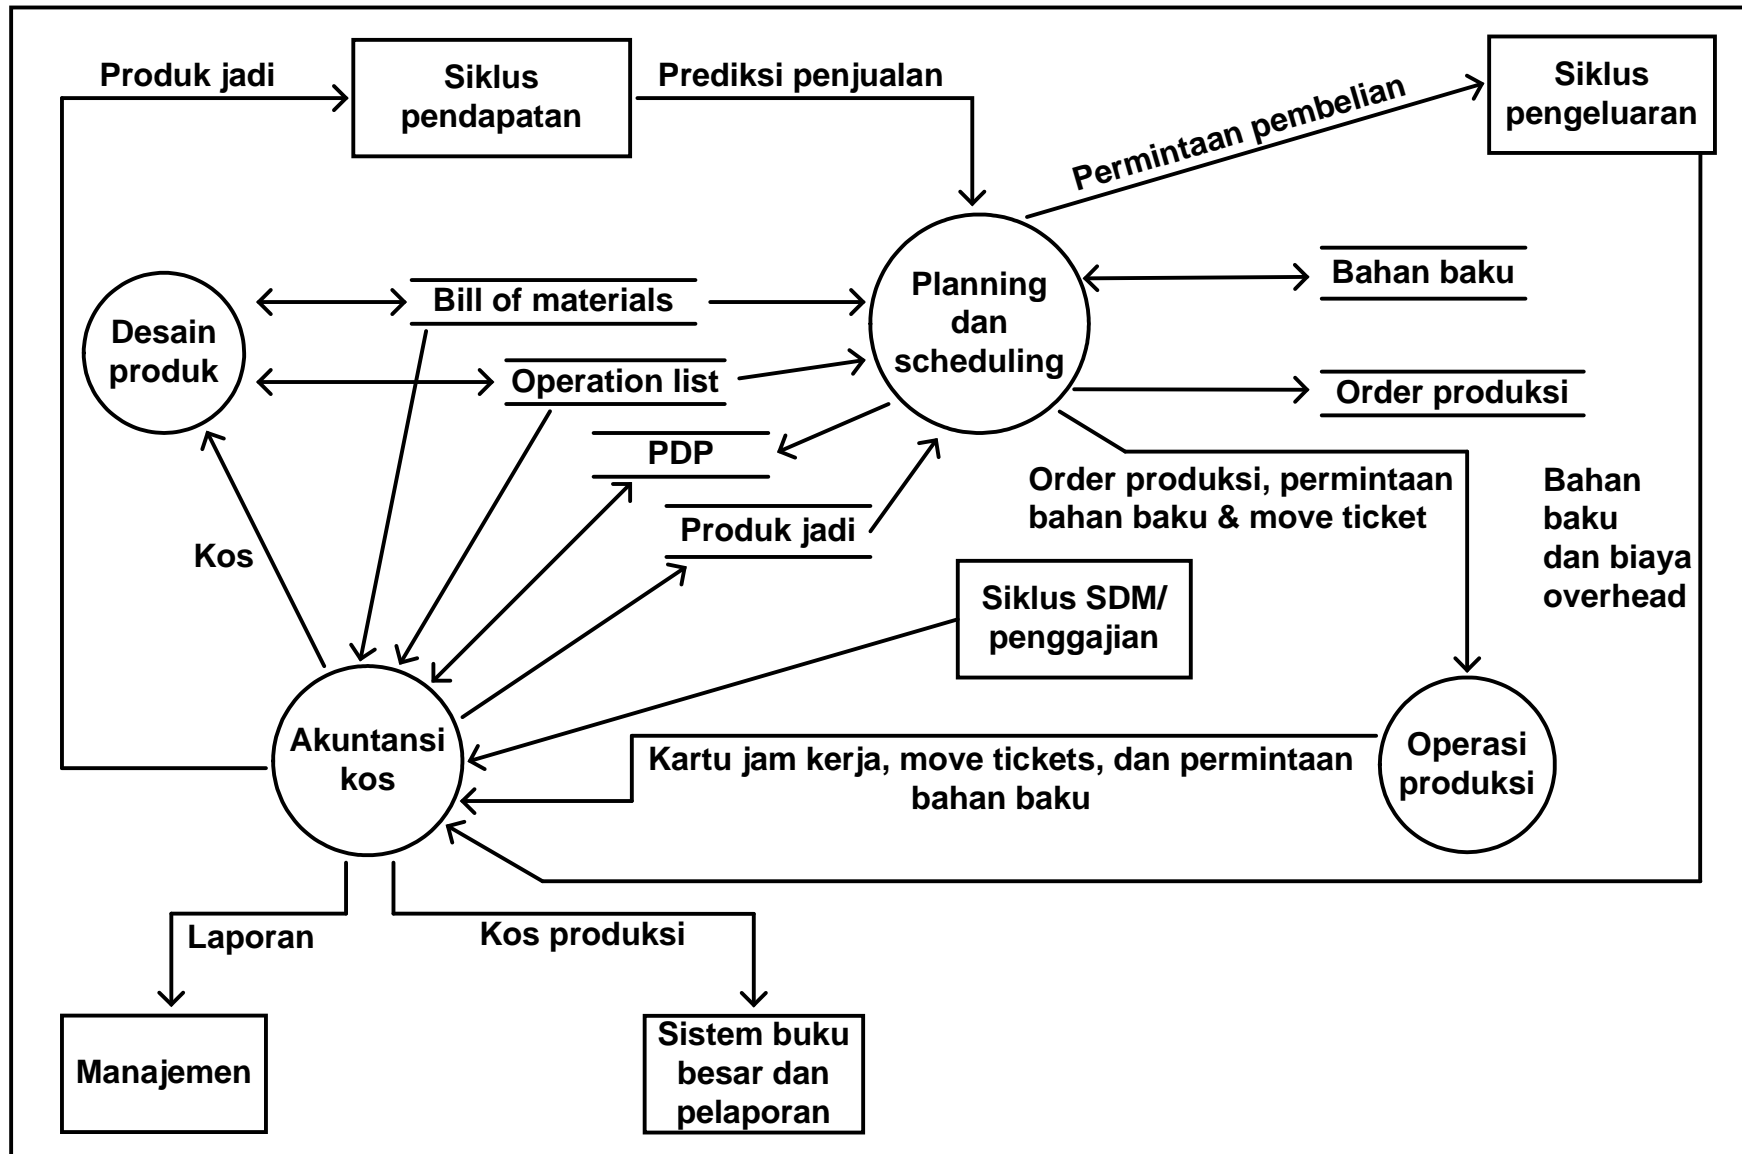 Produk jadi
Siklus
pendapatan
Prediksi penjualan
Permintaan pembelian
Siklus
pengeluaran
Desain
produk
Bill of materials
Operation list
PDP
Produk jadi
Planning
dan
scheduling
Bahan baku
Order produksi
Order produksi, permintaan
bahan baku & move ticket
Bahan
baku
dan biaya
overhead
Kos
Siklus SDM/
penggajian
Akuntansi
kos
Kartu jam kerja, move tickets, dan permintaan
bahan baku
Operasi
produksi
Laporan
Kos produksi
Manajemen
Sistem buku
besar dan
pelaporan